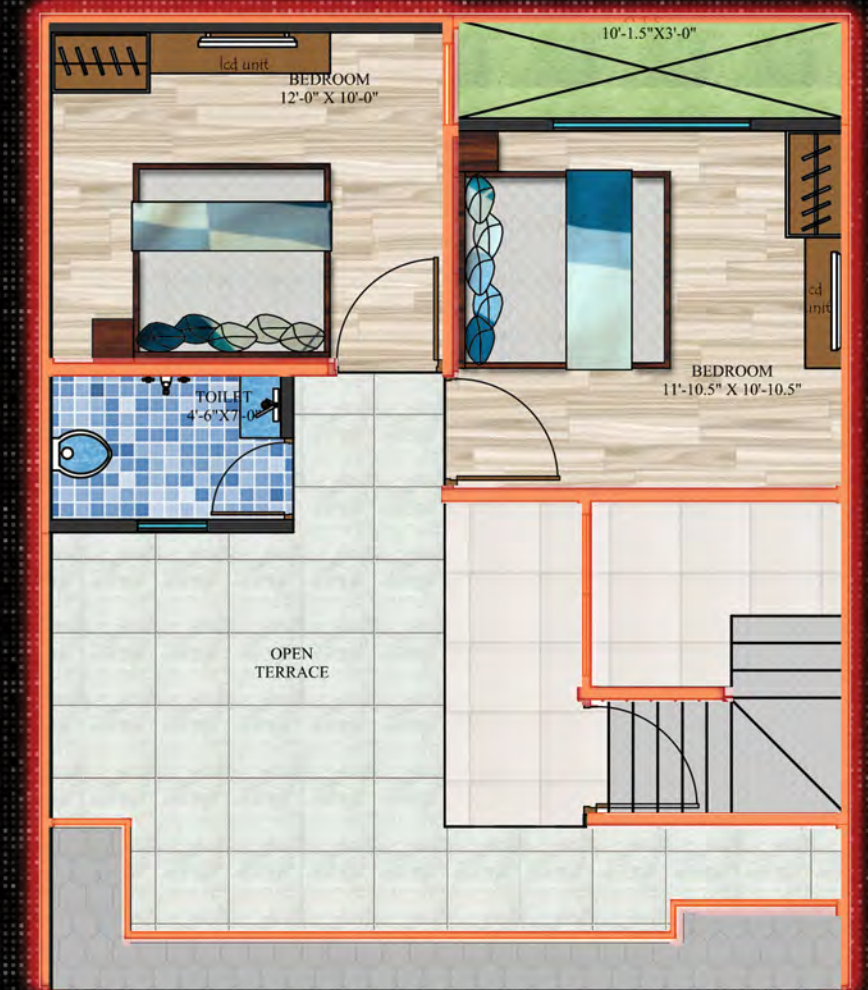 10'-1.5"X3'-0"
lcd unit
BEDROOM
12'-0" X 10'-0"
cd
unit
BEDROOM
11'-10.5" X 10'-10.5"
TOILET
4'-6"X7'-0"
OPEN
TERRACE